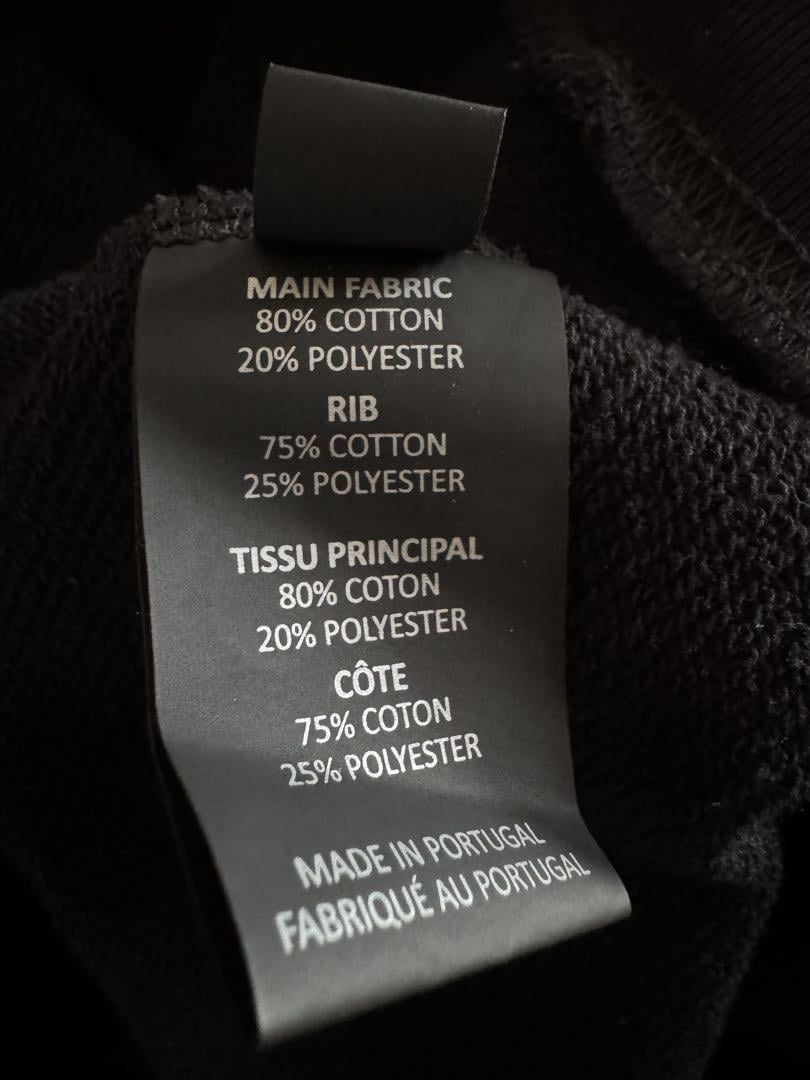 MAIN FABRIC
80% COTTON
20% POLYESTER
RIB
75% COTTON
25% POLYESTER
TISSU PRINCIPAL
80% COTON
20% POLYESTER
CÔTE
75% COTON
25% POLYESTER
MADE IN PORTUGAL
FABRIQUÉ AU PORTUGAL